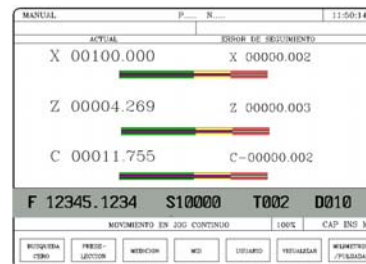 MANUAL P..... N..... 11:50:14
ACTUAL ERROR DE SEGUIMIENTO
X 00100.000 X 00000.002
Z 00004.269 Z 00000.003
C 00011.755 C-00000.002
F 12345.1234 S10000 T002 D010
MOVIMIENTO EN JOG CONTINUO 100% CAP INS M
BUSQUEDA CERO PRESE- LECCION MEDICION MDI USUARIO VISUALIZAR MILIMETROS /PULGADAS